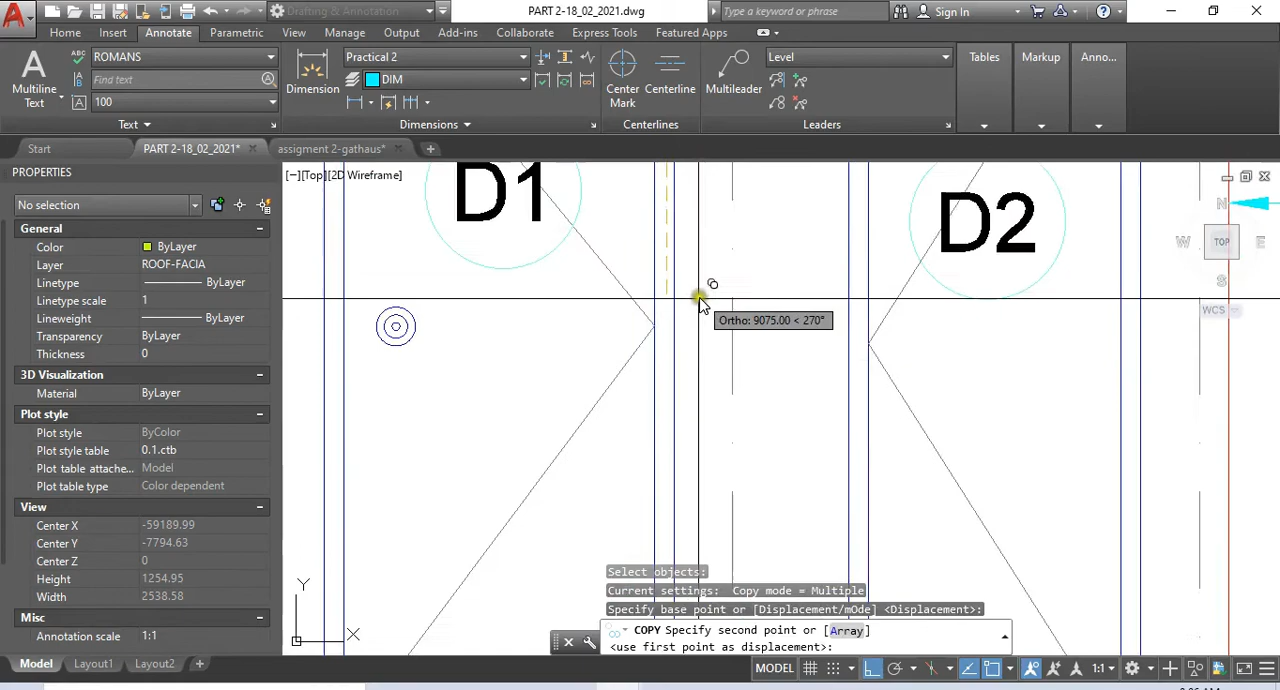 A
Drafting & Annotation
PART 2-18_02_2021.dwg
Type a keyword or phrase
Sign In
Home Insert Annotate Parametric View Manage Output Add-ins Collaborate Express Tools Featured Apps
A
Multiline
Text
ABC
ROMANS
Find text
100
Text
Dimension
Practical 2
DIM
Dimensions
Center
Mark
Centerline
Centerlines
Multileader
Level
Leaders
Tables
Markup
Anno...
Start
PART 2-18_02_2021*
assigment 2-gathaus*
PROPERTIES
No selection
General
Color ByLayer
Layer ROOF-FACIA
Linetype ByLayer
Linetype scale 1
Lineweight ByLayer
Transparency ByLayer
Thickness 0
3D Visualization
Material ByLayer
Plot style
Plot style ByColor
Plot style table 0.1.ctb
Plot table attache... Model
Plot table type Color dependent
View
Center X -59189.99
Center Y -7794.63
Center Z 0
Height 1254.95
Width 2538.58
Misc
Annotation scale 1:1
[−][Top][2D Wireframe]
D1
D2
N
W TOP E
S
WCS
Ortho: 9075.00 < 270°
Y
X
Select objects:
Current settings:  Copy mode = Multiple
Specify base point or [Displacement/mOde] <Displacement>:
COPY Specify second point or [Array]
<use first point as displacement>:
Model Layout1 Layout2
MODEL
1:1